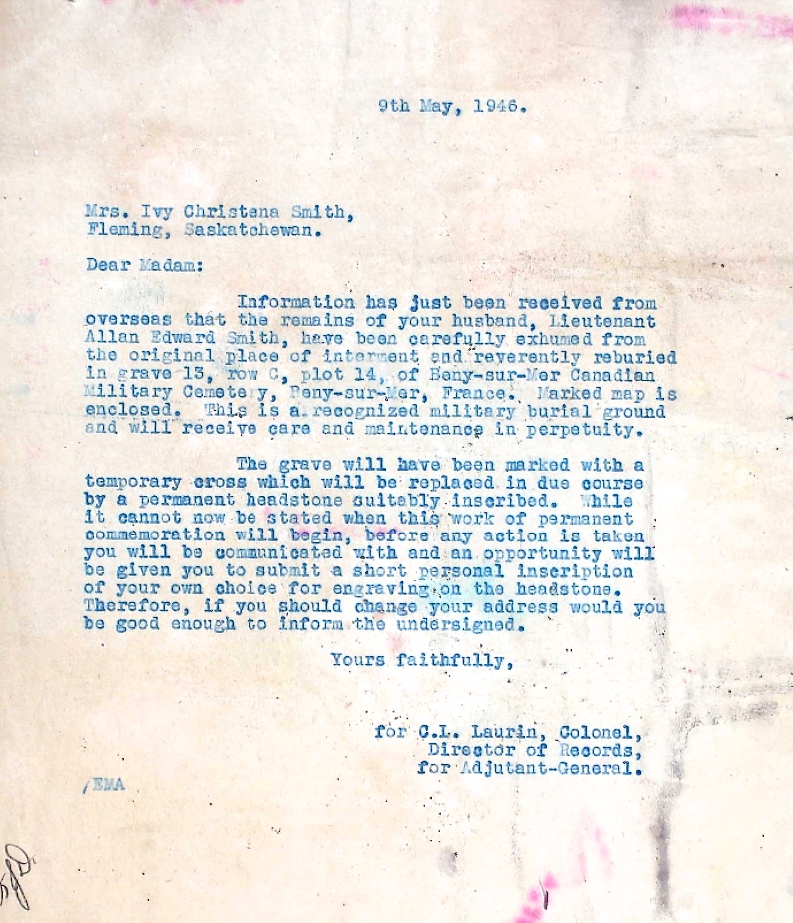 9th May, 1946.
Mrs. Ivy Christena Smith,
Fleming, Saskatchewan.
Dear Madam:
Information has just been received from
overseas that the remains of your husband, Lieutenant
Allan Edward Smith, have been carefully exhumed from
the original place of interment and reverently reburied
in grave 13, row C, plot 14, of Beny-sur-Mer Canadian
Military Cemete y, Beny-sur-Mer, France. Marked map is
enclosed. This is a recognized military burial ground
and will receive care and maintenance in perpetuity.
The grave will have been marked with a
temporary cross which will be replaced in due course
by a permanent headstone suitably inscribed. While
it cannot now be stated when this work of permanent
commemoration will begin, before any action is taken
you will be communicated with and an opportunity will
be given you to submit a short personal inscription
of your own choice for engraving on the headstone.
Therefore, if you should change your address would you
be good enough to inform the undersigned.
Yours faithfully,
for C.L. Laurin, Colonel,
Director of Records,
for Adjutant-General.
/EMA